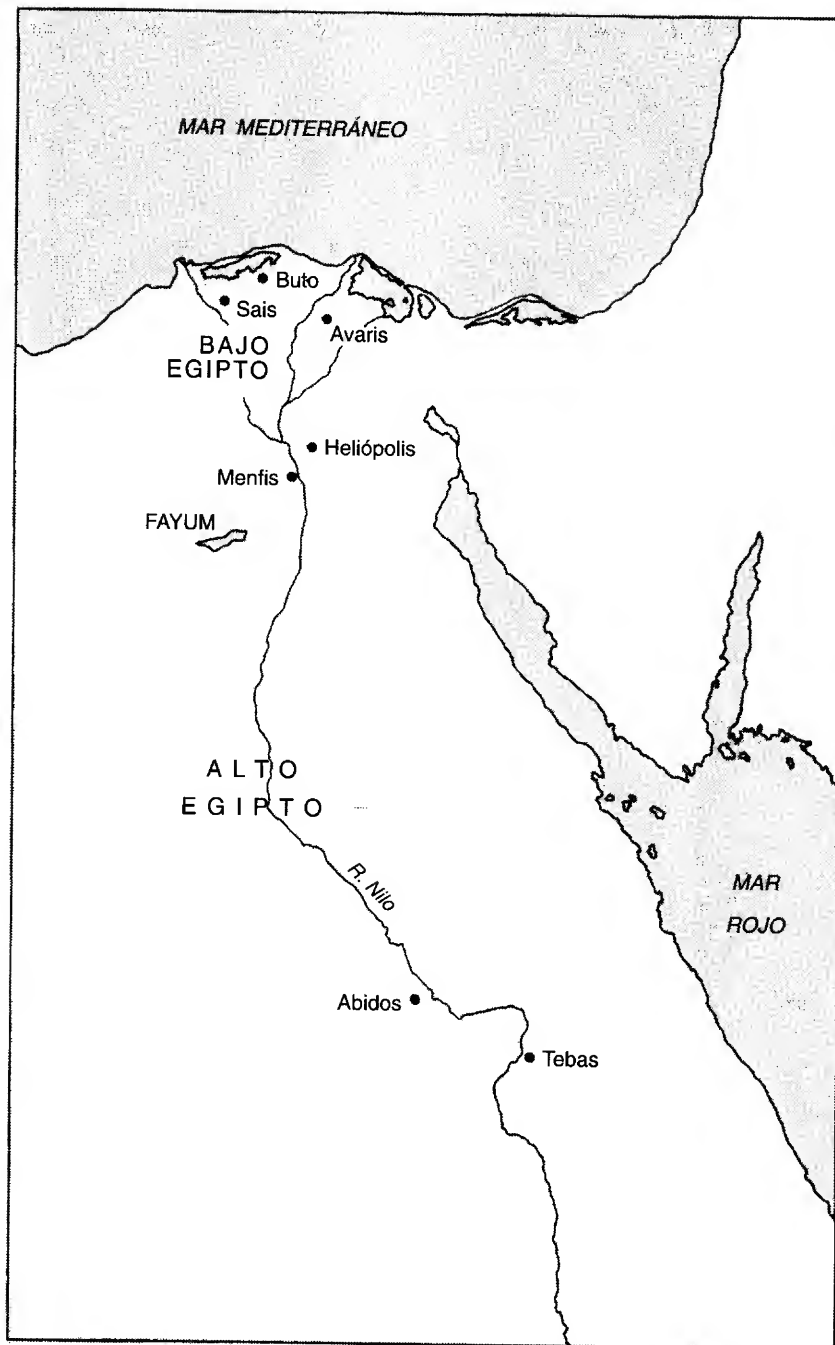 MAR MEDITERRÁNEO
Buto
Sais
Avaris
BAJO
EGIPTO
Heliópolis
Menfis
FAYUM
ALTO
EGIPTO
R. Nilo
MAR
ROJO
Abidos
Tebas